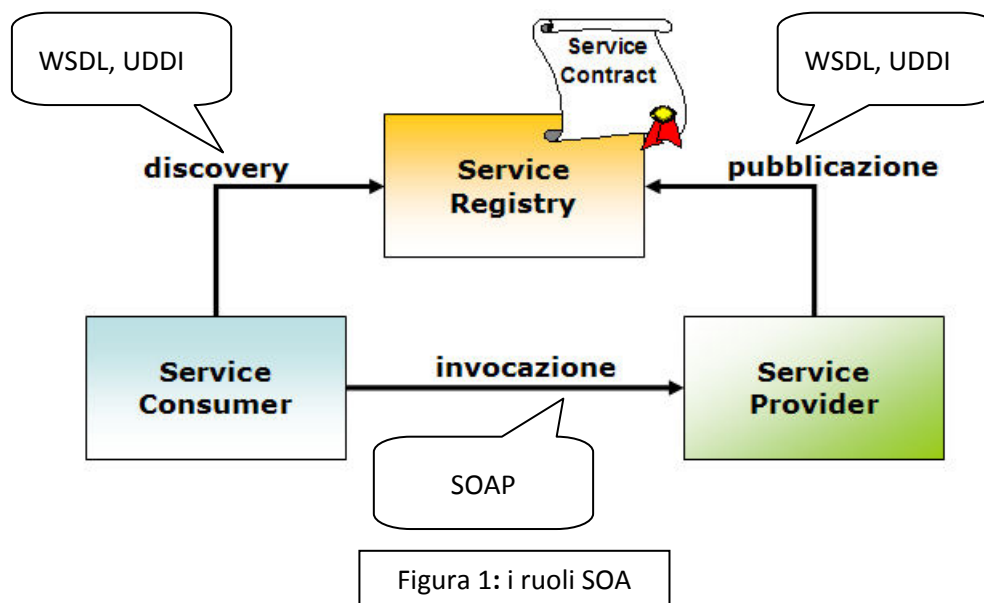 WSDL, UDDI
Service
Contract
WSDL, UDDI
discovery
Service
Registry
pubblicazione
Service
Consumer
invocazione
Service
Provider
SOAP
Figura 1: i ruoli SOA